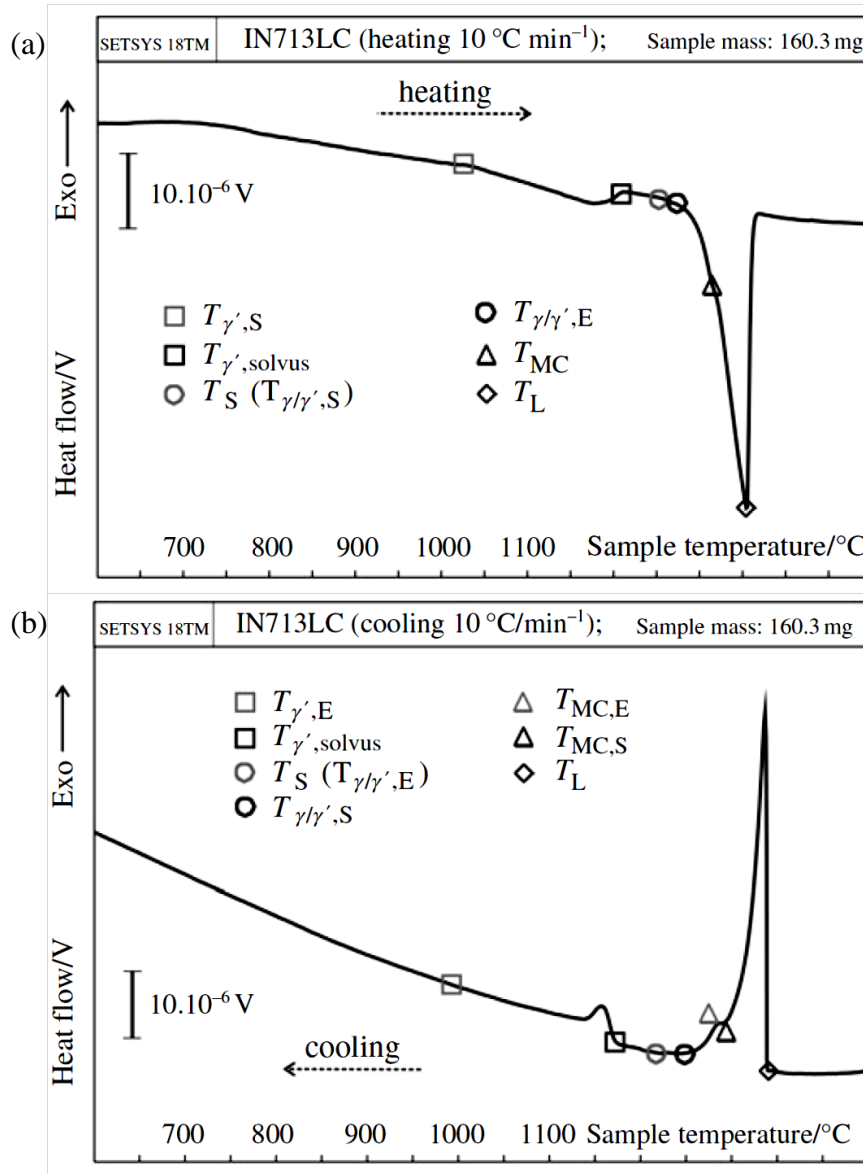 (a)
SETSYS 18TM IN713LC (heating 10 °C min⁻¹); Sample mass: 160.3 mg
heating
Exo
10.10⁻⁶ V
T γ′,S
T γ′,solvus
T S (T γ/γ′,S)
T γ/γ′,E
T MC
T L
Heat flow/V
700 800 900 1000 1100 Sample temperature/°C
(b)
SETSYS 18TM IN713LC (cooling 10 °C/min⁻¹); Sample mass: 160.3 mg
Exo
T γ′,E
T γ′,solvus
T S (T γ/γ′,E)
T γ/γ′,S
T MC,E
T MC,S
T L
10.10⁻⁶ V
cooling
Heat flow/V
700 800 900 1000 1100 Sample temperature/°C